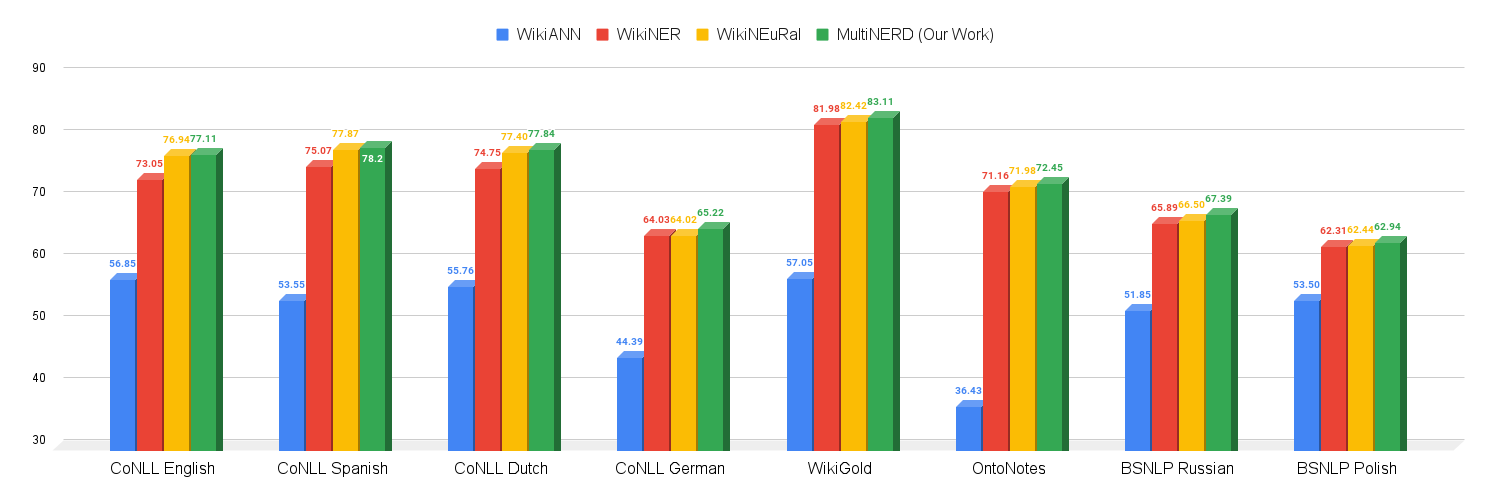 WikiANN WikiNER WikiNEuRal MultiNERD (Our Work)
90
80
70
60
50
40
30
56.85 73.05 76.94 77.11
53.55 75.07 77.87 78.2
55.76 74.75 77.40 77.84
44.39 64.03 64.02 65.22
57.05 81.98 82.42 83.11
36.43 71.16 71.98 72.45
51.85 65.89 66.50 67.39
53.50 62.31 62.44 62.94
CoNLL English CoNLL Spanish CoNLL Dutch CoNLL German WikiGold OntoNotes BSNLP Russian BSNLP Polish